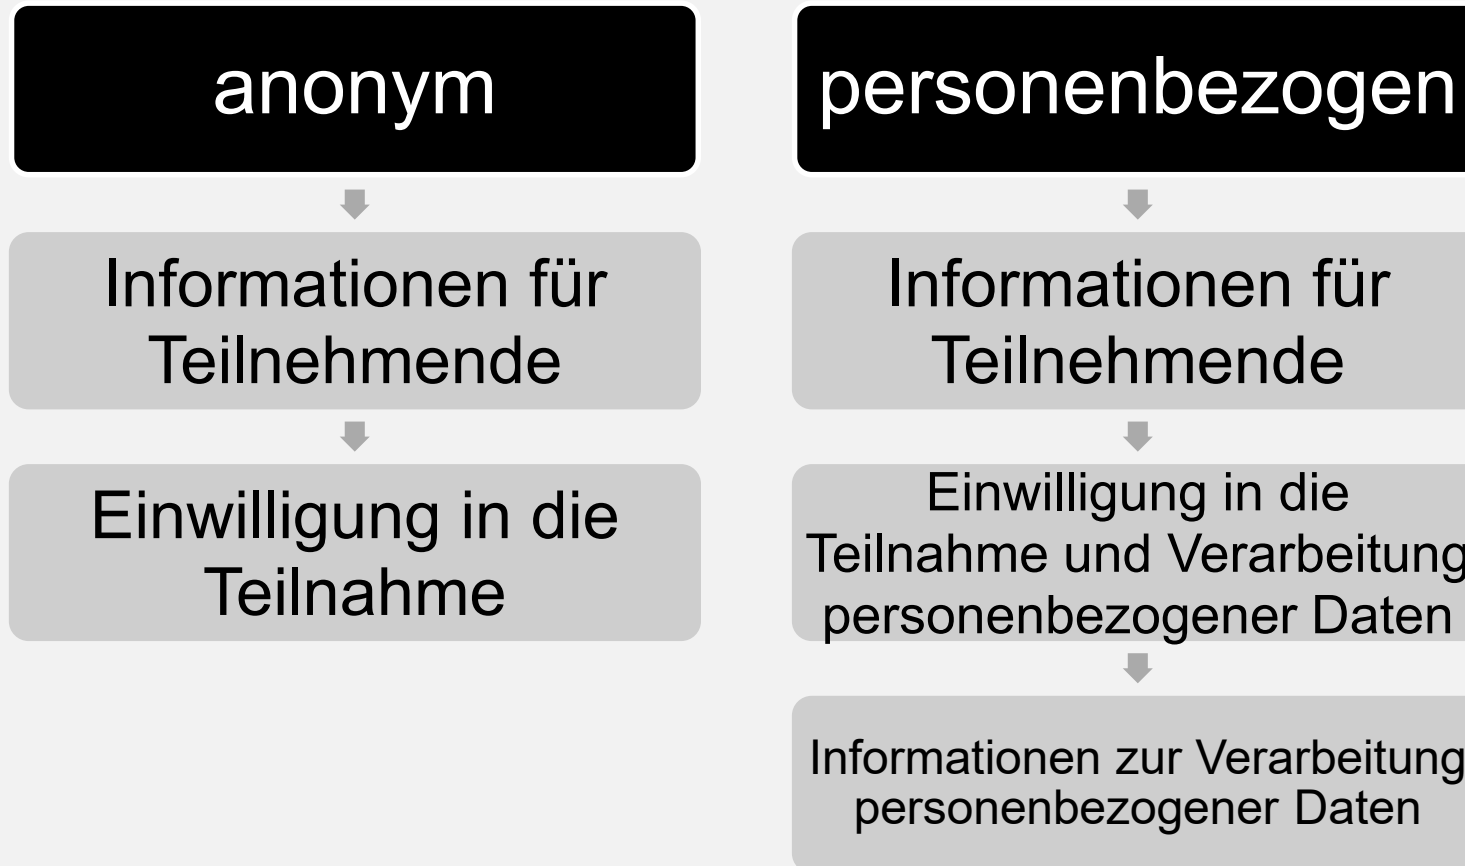 anonym
Informationen für
Teilnehmende
Einwilligung in die
Teilnahme
personenbezogen
Informationen für
Teilnehmende
Einwilligung in die
Teilnahme und Verarbeitung
personenbezogener Daten
Informationen zur Verarbeitung
personenbezogener Daten